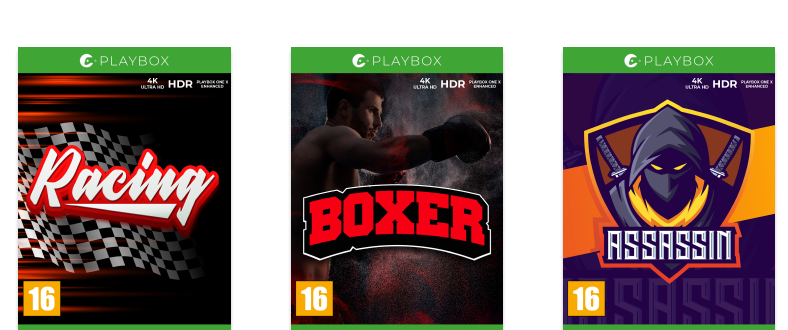 PLAYBOX
4K
ULTRA HD
HDR
PLAYBOX ONE X
ENHANCED
Racing
16
PLAYBOX
4K
ULTRA HD
HDR
PLAYBOX ONE X
ENHANCED
BOXER
16
PLAYBOX
4K
ULTRA HD
HDR
PLAYBOX ONE X
ENHANCED
ASSASSIN
16
ASSASSIN